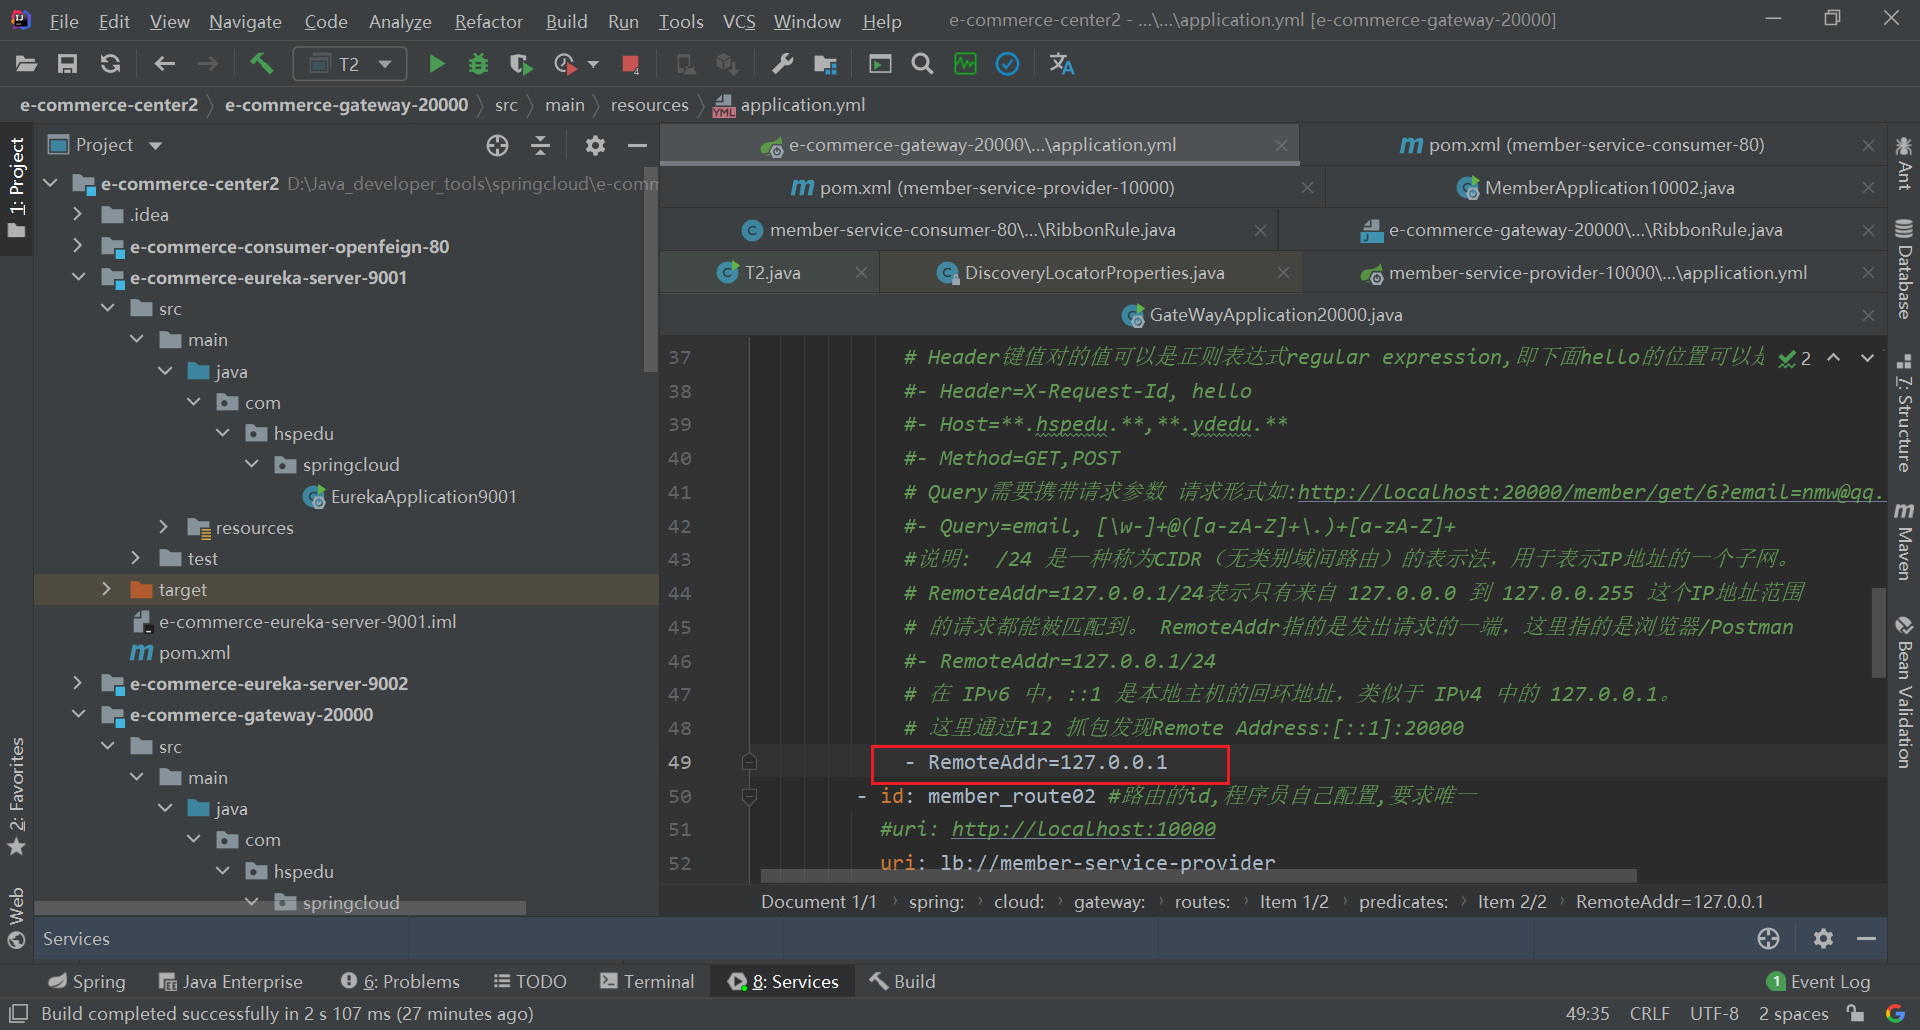 File Edit View Navigate Code Analyze Refactor Build Run Tools VCS Window Help e-commerce-center2 - ...\...\application.yml [e-commerce-gateway-20000]
T2
e-commerce-center2 e-commerce-gateway-20000 src main resources application.yml
Project
e-commerce-gateway-20000\...\application.yml
pom.xml (member-service-consumer-80)
pom.xml (member-service-provider-10000)
MemberApplication10002.java
member-service-consumer-80\...\RibbonRule.java
e-commerce-gateway-20000\...\RibbonRule.java
T2.java
DiscoveryLocatorProperties.java
member-service-provider-10000\...\application.yml
GateWayApplication20000.java
1: Project
2: Favorites
Web
e-commerce-center2 D:\Java_developer_tools\springcloud\e-comm
.idea
e-commerce-consumer-openfeign-80
e-commerce-eureka-server-9001
src
main
java
com
hspedu
springcloud
EurekaApplication9001
resources
test
target
e-commerce-eureka-server-9001.iml
pom.xml
e-commerce-eureka-server-9002
e-commerce-gateway-20000
src
main
java
com
hspedu
springcloud
37 # Header键值对的值可以是正则表达式regular expression,即下面hello的位置可以是
2
38 #- Header=X-Request-Id, hello
39 #- Host=**.hspedu.**,**.ydedu.**
40 #- Method=GET,POST
41 # Query需要携带请求参数 请求形式如:http://localhost:20000/member/get/6?email=nmw@qq.
42 #- Query=email, [\w-]+@([a-zA-Z]+\.)+[a-zA-Z]+
43 #说明: /24 是一种称为CIDR（无类别域间路由）的表示法，用于表示IP地址的一个子网。
44 # RemoteAddr=127.0.0.1/24表示只有来自 127.0.0.0 到 127.0.0.255 这个IP地址范围
45 # 的请求都能被匹配到。 RemoteAddr指的是发出请求的一端，这里指的是浏览器/Postman
46 #- RemoteAddr=127.0.0.1/24
47 # 在 IPv6 中，::1 是本地主机的回环地址，类似于 IPv4 中的 127.0.0.1。
48 # 这里通过F12 抓包发现Remote Address:[::1]:20000
49 - RemoteAddr=127.0.0.1
50 - id: member_route02 #路由的id,程序员自己配置,要求唯一
51 #uri: http://localhost:10000
52 uri: lb://member-service-provider
Document 1/1 spring: cloud: gateway: routes: Item 1/2 predicates: Item 2/2 RemoteAddr=127.0.0.1
Ant
Database
7: Structure
Maven
Bean Validation
Services
Spring Java Enterprise 6: Problems TODO Terminal 8: Services Build 1 Event Log
Build completed successfully in 2 s 107 ms (27 minutes ago) 49:35 CRLF UTF-8 2 spaces